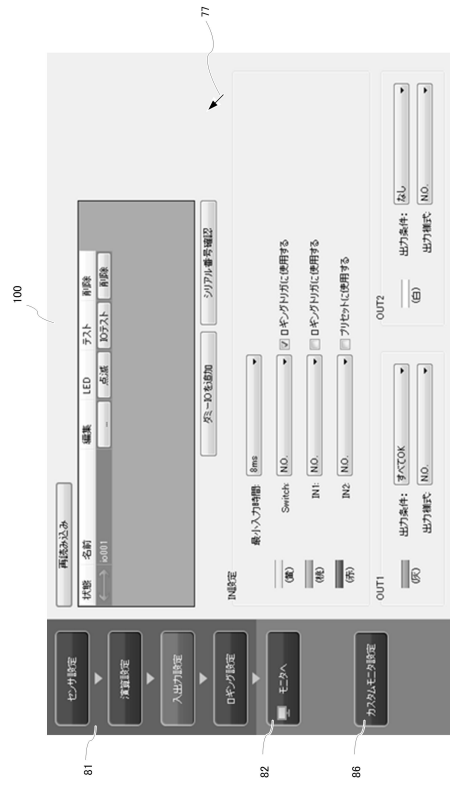 100
77
81
82
86
センサ設定
演算設定
入出力設定
ロギング設定
モニタへ
カスタムモニタ設定
再読み込み
状態 名前 編集 LED テスト 削除
io001 - 点滅 IOテスト 削除
ダミーIOを追加 シリアル番号確認
IN設定
最小入力時間: 8ms
(黄) Switch: N.O. ロギングトリガに使用する
(桃) IN1: N.O. ロギングトリガに使用する
(赤) IN2: N.O. プリセットに使用する
OUT1
(灰) 出力条件: すべてOK
出力様式: N.O.
OUT2
(白) 出力条件: なし
出力様式: N.O.